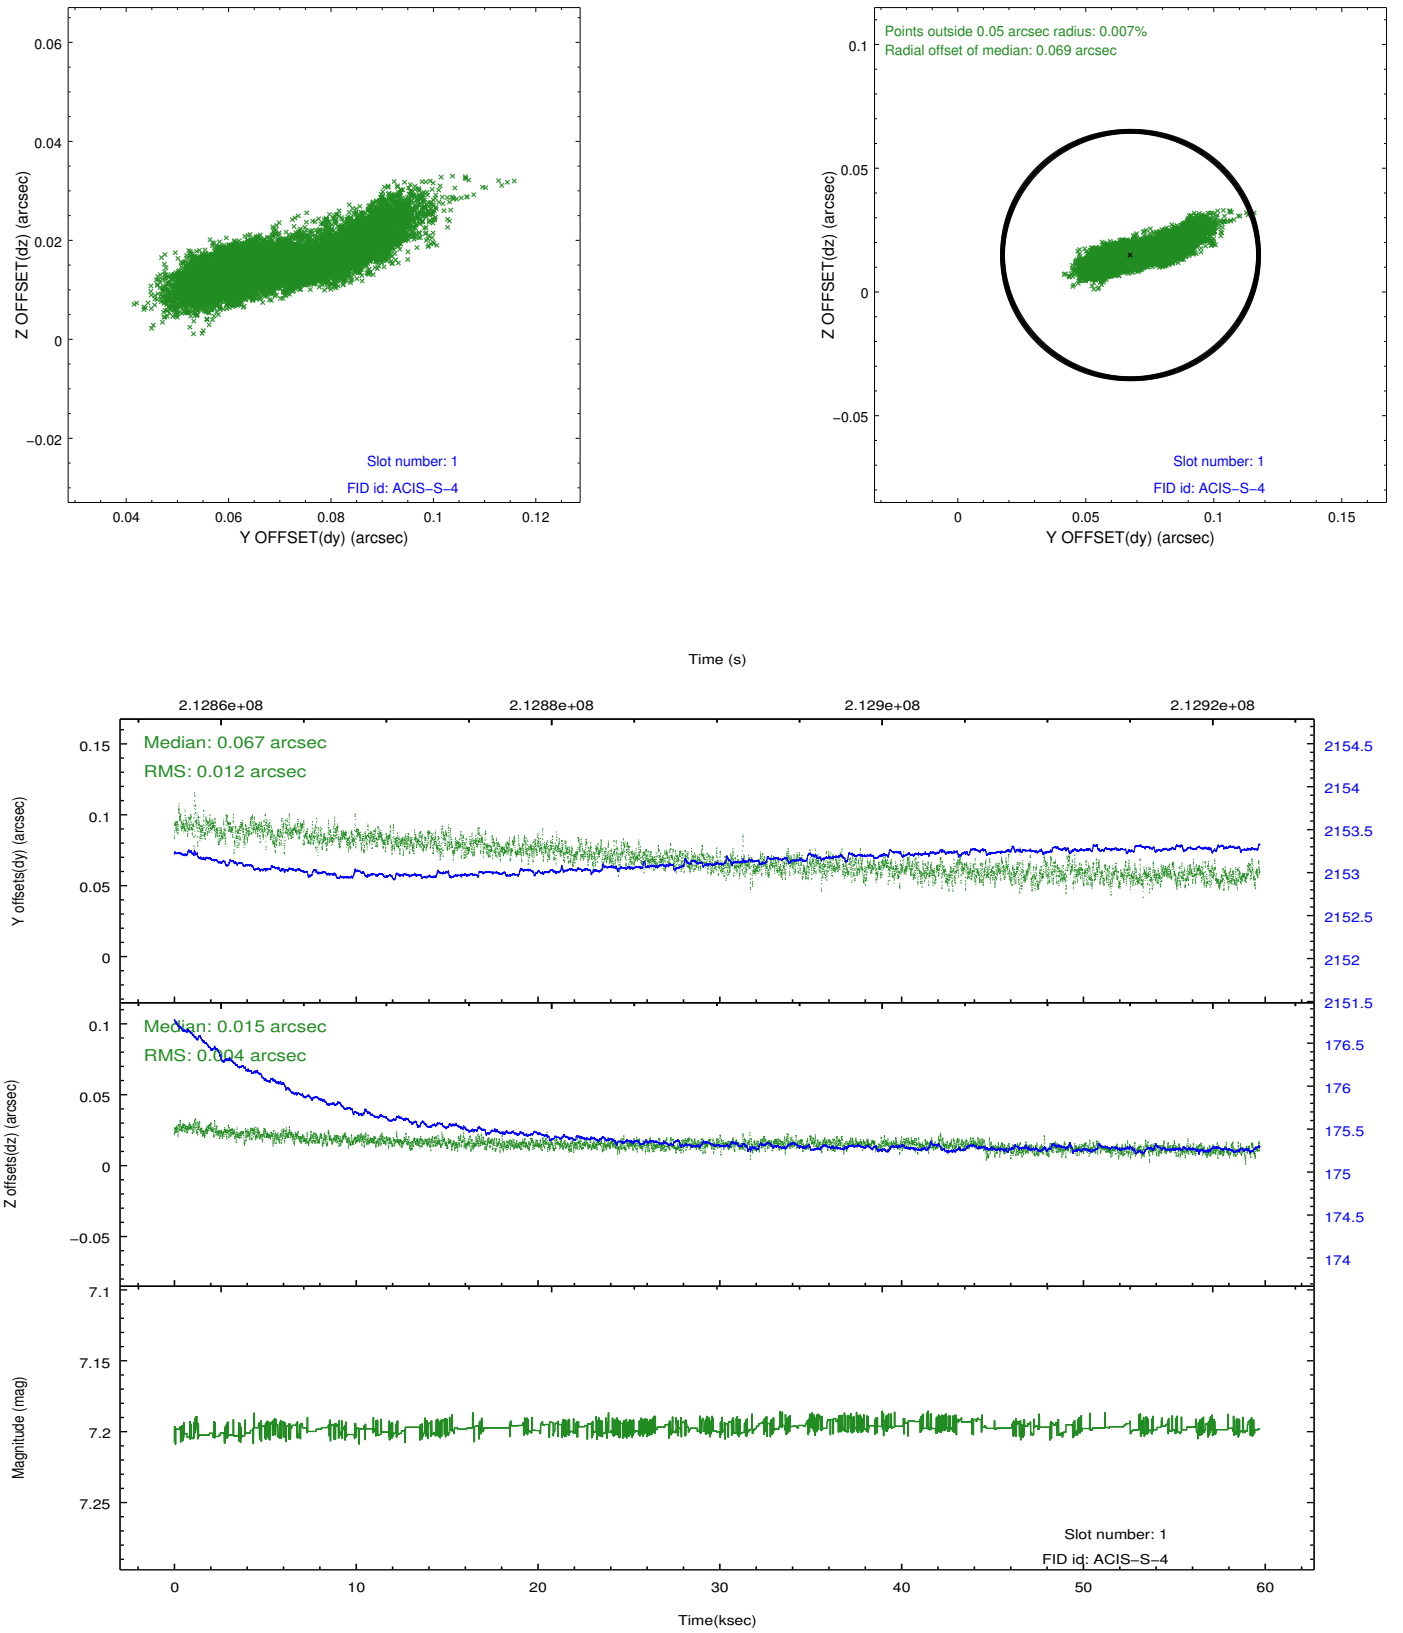 0.06
0.04
0.02
0
−0.02
Z OFFSET(dz) (arcsec)
Slot number: 1
FID id: ACIS−S−4
0.04 0.06 0.08 0.1 0.12
Y OFFSET(dy) (arcsec)
Points outside 0.05 arcsec radius: 0.007%
Radial offset of median: 0.069 arcsec
0.1
0.05
0
−0.05
Z OFFSET(dz) (arcsec)
Slot number: 1
FID id: ACIS−S−4
0 0.05 0.1 0.15
Y OFFSET(dy) (arcsec)
Time (s)
2.1286e+08 2.1288e+08 2.129e+08 2.1292e+08
Median: 0.067 arcsec
RMS: 0.012 arcsec
0.15
0.1
0.05
0
Y offsets(dy) (arcsec)
2154.5
2154
2153.5
2153
2152.5
2152
2151.5
Median: 0.015 arcsec
RMS: 0.004 arcsec
0.1
0.05
0
−0.05
Z offsets(dz) (arcsec)
176.5
176
175.5
175
174.5
174
7.1
7.15
7.2
7.25
Magnitude (mag)
Slot number: 1
FID id: ACIS−S−4
0 10 20 30 40 50 60
Time(ksec)